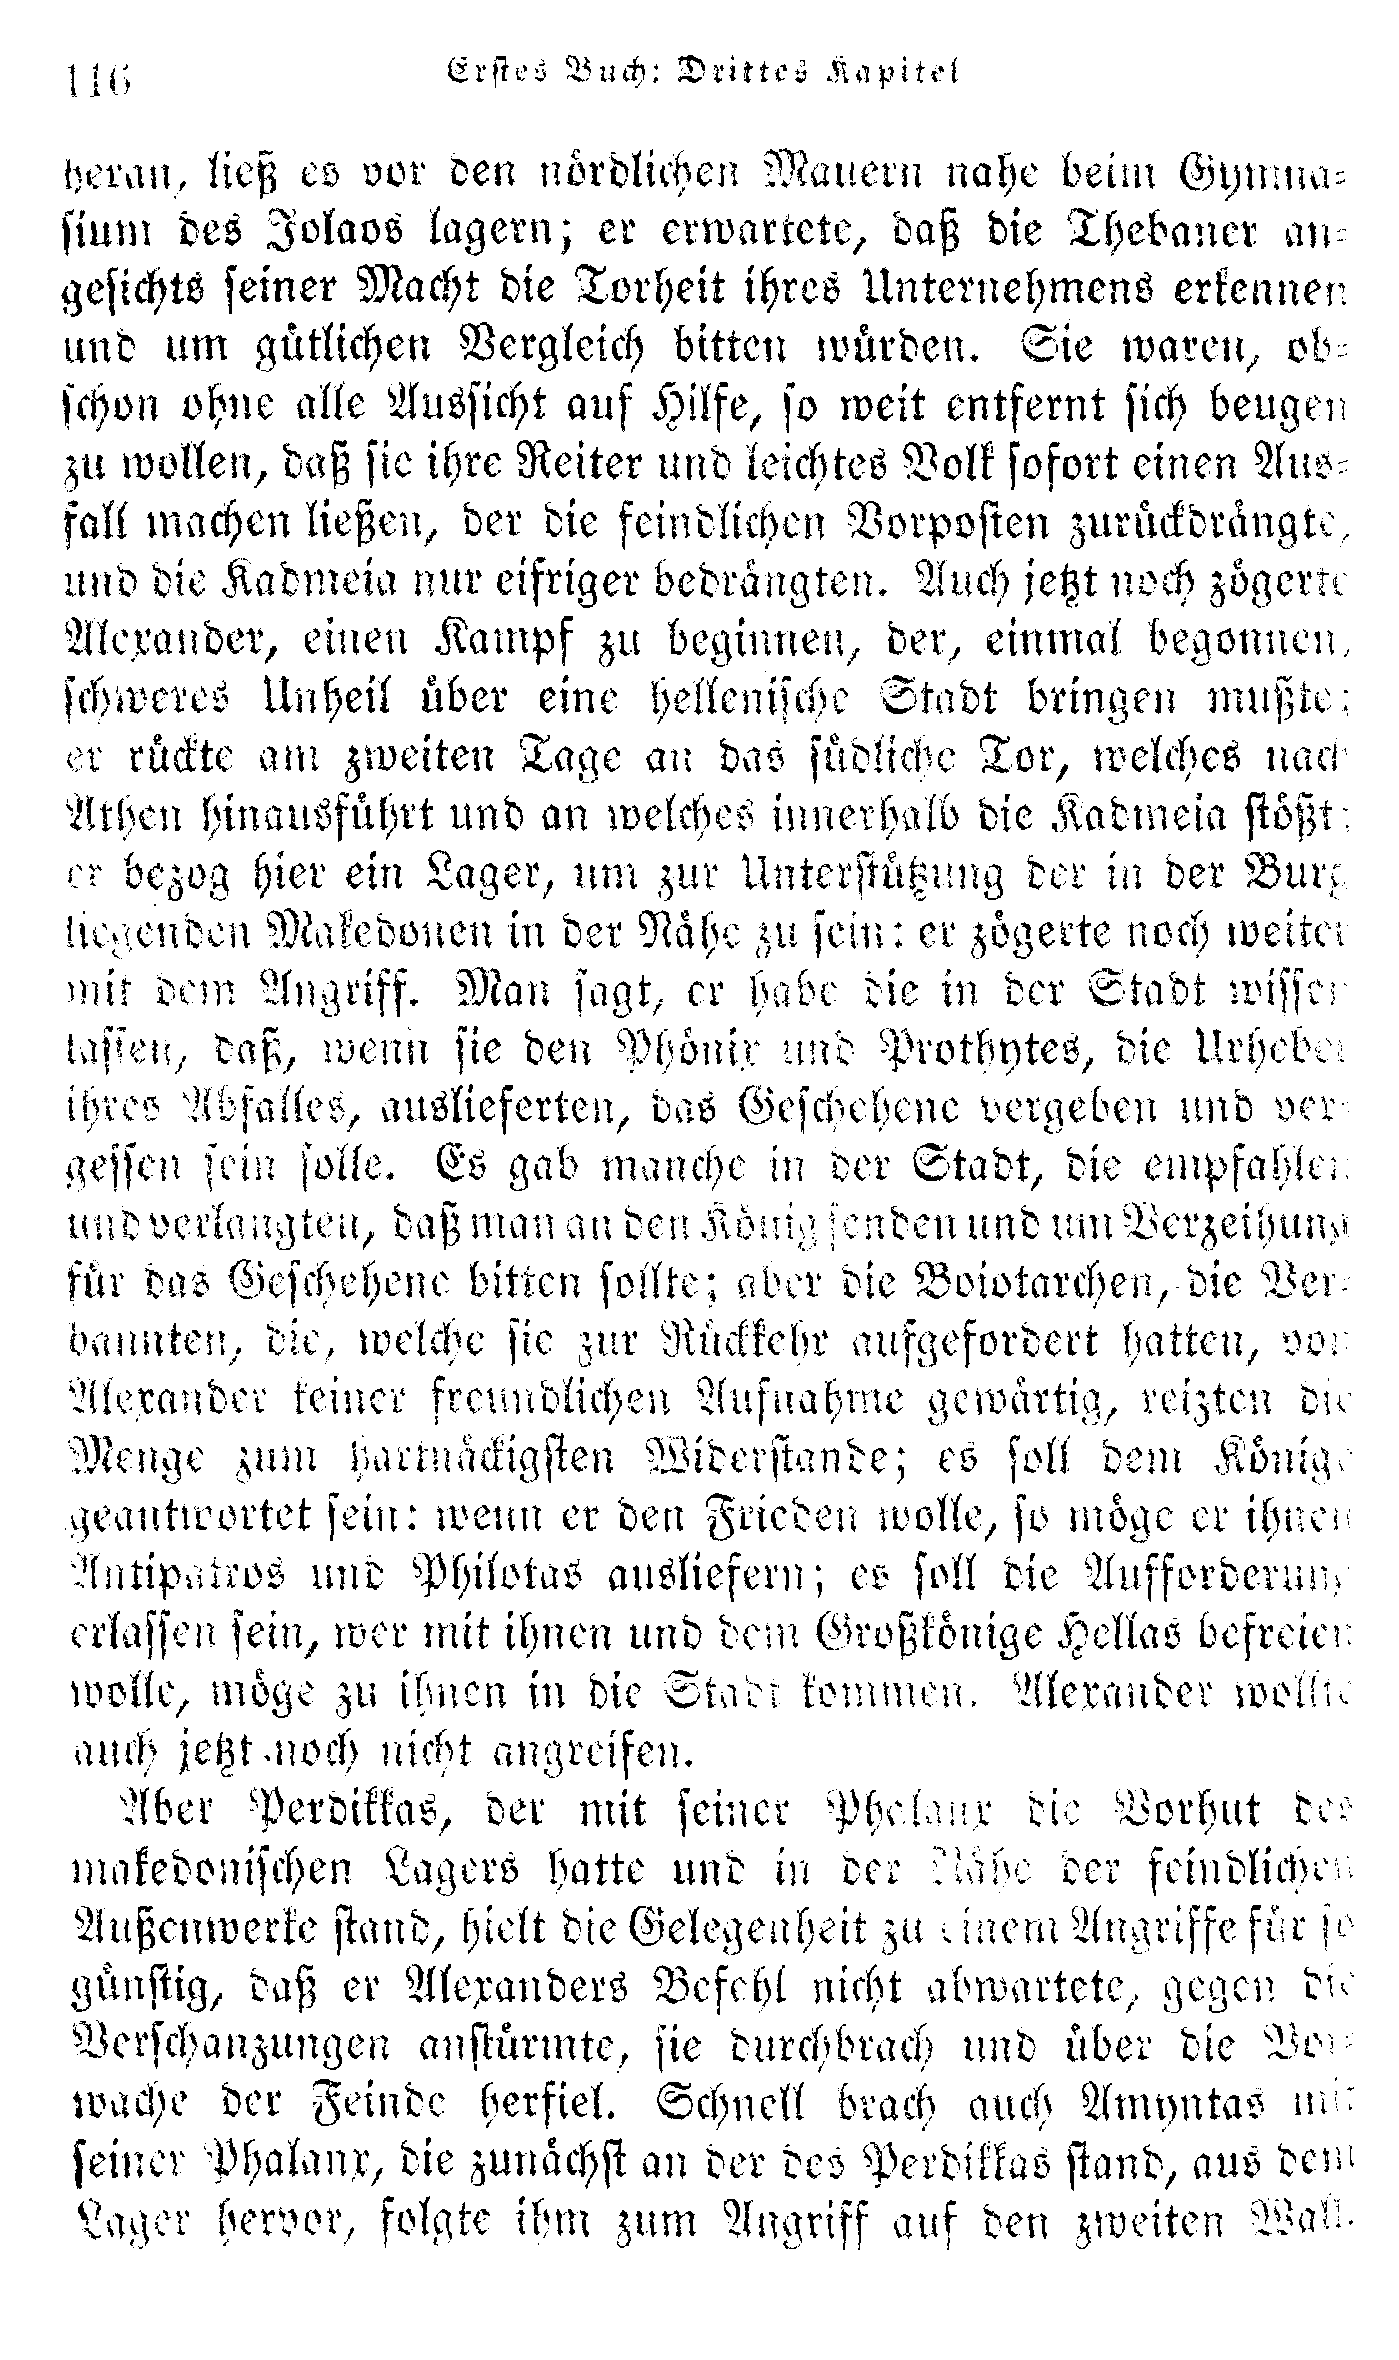 116
Erstes Buch: Drittes Kapitel
heran, ließ es vor den nördlichen Mauern nahe beim Gymna-
sium des Jolaos lagern; er erwartete, daß die Thebaner an-
gesichts seiner Macht die Torheit ihres Unternehmens erkennen
und um gütlichen Vergleich bitten würden. Sie waren, ob-
schon ohne alle Aussicht auf Hilfe, so weit entfernt sich beugen
zu wollen, daß sie ihre Reiter und leichtes Volk sofort einen Aus-
fall machen ließen, der die feindlichen Vorposten zurückdrängte,
und die Kadmeia nur eifriger bedrängten. Auch jetzt noch zögerte
Alexander, einen Kampf zu beginnen, der, einmal begonnen,
schweres Unheil über eine hellenische Stadt bringen mußte;
er rückte am zweiten Tage an das südliche Tor, welches nach
Athen hinausführt und an welches innerhalb die Kadmeia stößt;
er bezog hier ein Lager, um zur Unterstützung der in der Burg
liegenden Makedonen in der Nähe zu sein: er zögerte noch weiter
mit dem Angriff. Man sagt, er habe die in der Stadt wissen
lassen, daß, wenn sie den Phönix und Prothytes, die Urheber
ihres Abfalles, auslieferten, das Geschehene vergeben und ver-
gessen sein solle. Es gab manche in der Stadt, die empfahlen
und verlangten, daß man an den König senden und um Verzeihung
für das Geschehene bitten sollte; aber die Boiotarchen, die Ver-
bannten, die, welche sie zur Rückkehr aufgefordert hatten, von
Alexander keiner freundlichen Aufnahme gewärtig, reizten die
Menge zum hartnäckigsten Widerstande; es soll dem Könige
geantwortet sein: wenn er den Frieden wolle, so möge er ihnen
Antipatros und Philotas ausliefern; es soll die Aufforderung
erlassen sein, wer mit ihnen und dem Großkönige Hellas befreien
wolle, möge zu ihnen in die Stadt kommen. Alexander wollte
auch jetzt noch nicht angreifen.
Aber Perdikkas, der mit seiner Phalanx die Vorhut des
makedonischen Lagers hatte und in der Nähe der feindlichen
Außenwerke stand, hielt die Gelegenheit zu einem Angriffe für so
günstig, daß er Alexanders Befehl nicht abwartete, gegen die
Verschanzungen anstürmte, sie durchbrach und über die Vor-
wache der Feinde herfiel. Schnell brach auch Amyntas mit
seiner Phalanx, die zunächst an der des Perdikkas stand, aus dem
Lager hervor, folgte ihm zum Angriff auf den zweiten Wall.